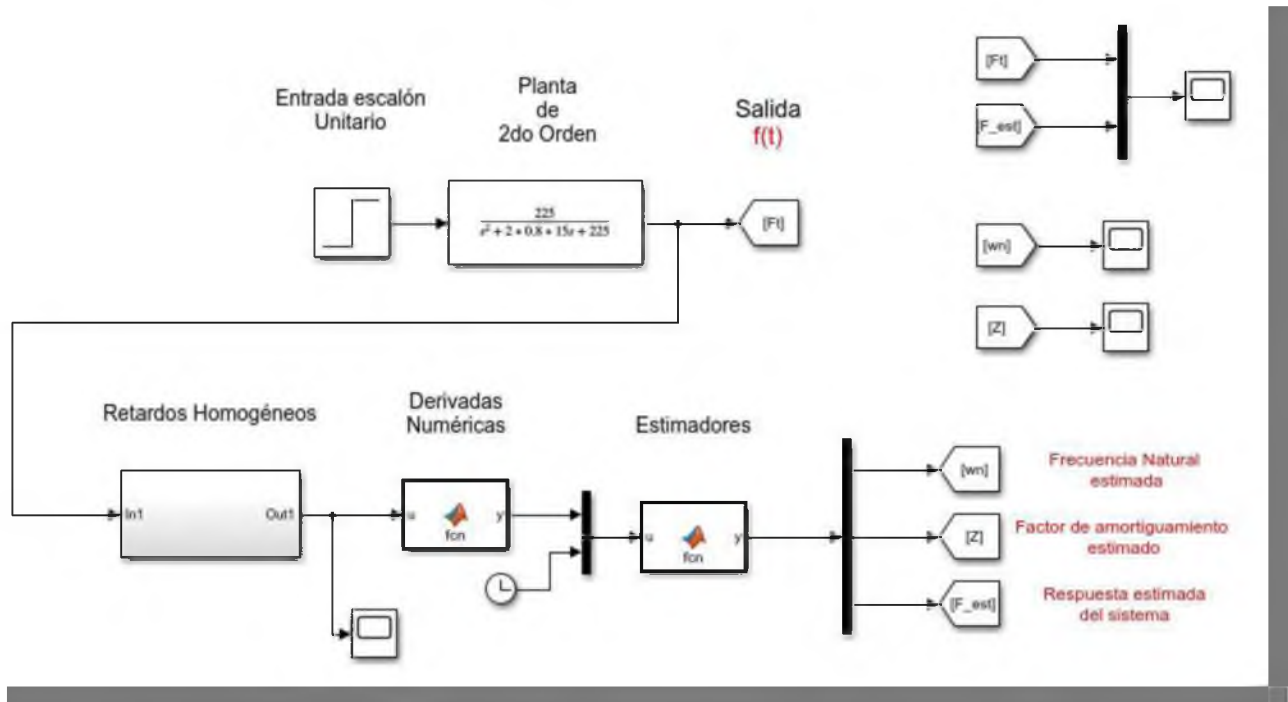 Entrada escalón
Unitario
Planta
de
2do Orden
Salida
f(t)
225
s² + 2 * 0.8 * 15s + 225
[Ft]
[Ft]
[F_est]
[wn]
[Z]
Retardos Homogéneos
Derivadas
Numéricas
Estimadores
In1
Out1
u
fcn
y
u
fcn
y
[wn]
Frecuencia Natural
estimada
[Z]
Factor de amortiguamiento
estimado
[F_est]
Respuesta estimada
del sistema